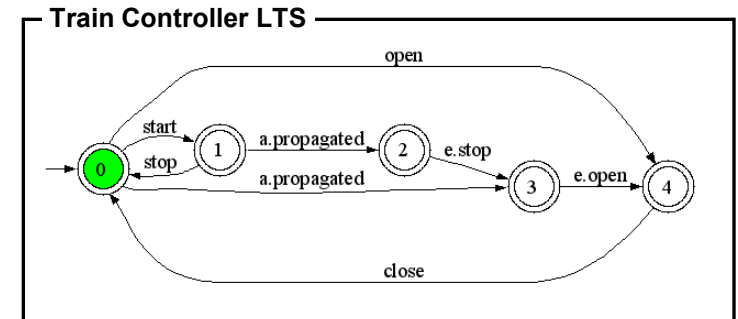 Train Controller LTS
open
start
a.propagated
e.stop
stop
a.propagated
e.open
0
1
2
3
4
close